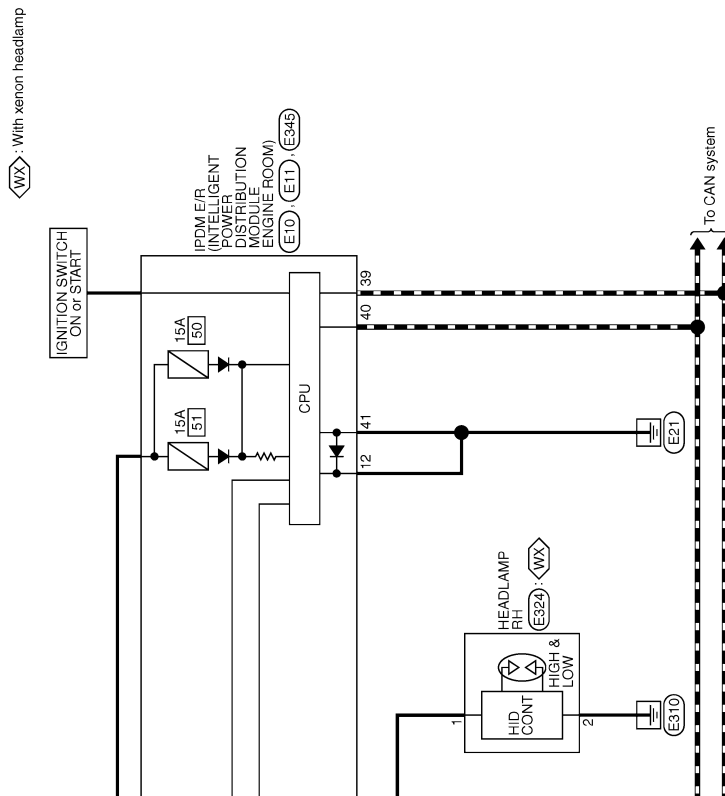 WX : With xenon headlamp
IGNITION SWITCH
ON or START
IPDM E/R
(INTELLIGENT
POWER
DISTRIBUTION
MODULE
ENGINE ROOM)
E10 , E11 , E345
15A
50
15A
51
CPU
39
40
41
12
To CAN system
E21
HEADLAMP
RH
E324 : WX
HIGH &
LOW
HID
CONT
1
2
E310